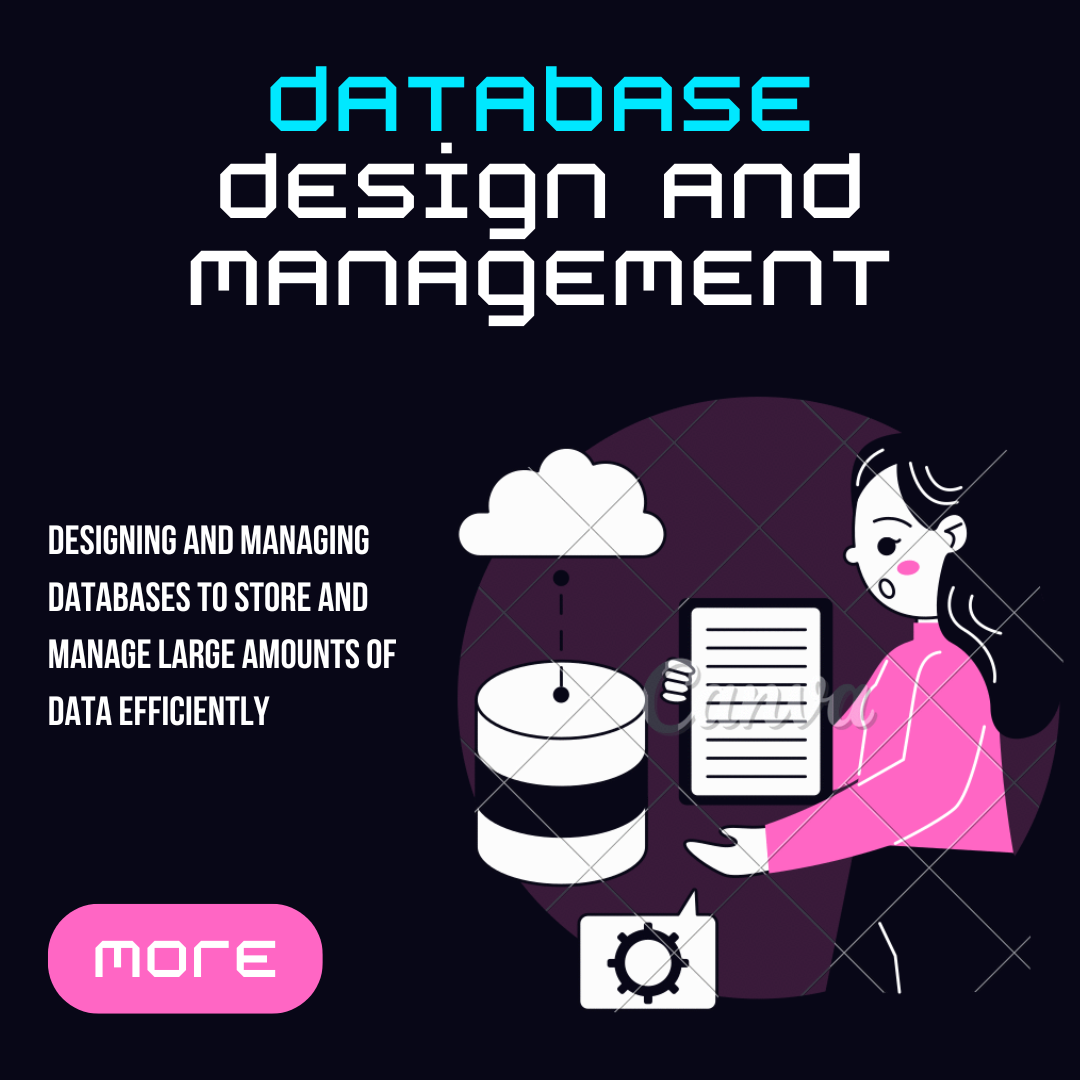 DATABASE
design AND
MANAGEMENT
DESIGNING AND MANAGING
DATABASES TO STORE AND
MANAGE LARGE AMOUNTS OF
DATA EFFICIENTLY
Canva
MORE